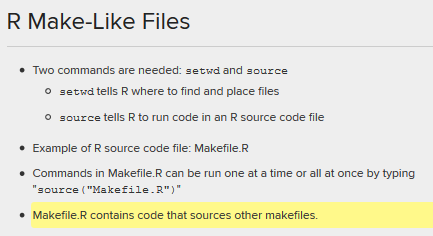 R Make-Like Files
Two commands are needed: setwd and source
setwd tells R where to find and place files
source tells R to run code in an R source code file
Example of R source code file: Makefile.R
Commands in Makefile.R can be run one at a time or all at once by typing
"source("Makefile.R")"
Makefile.R contains code that sources other makefiles.